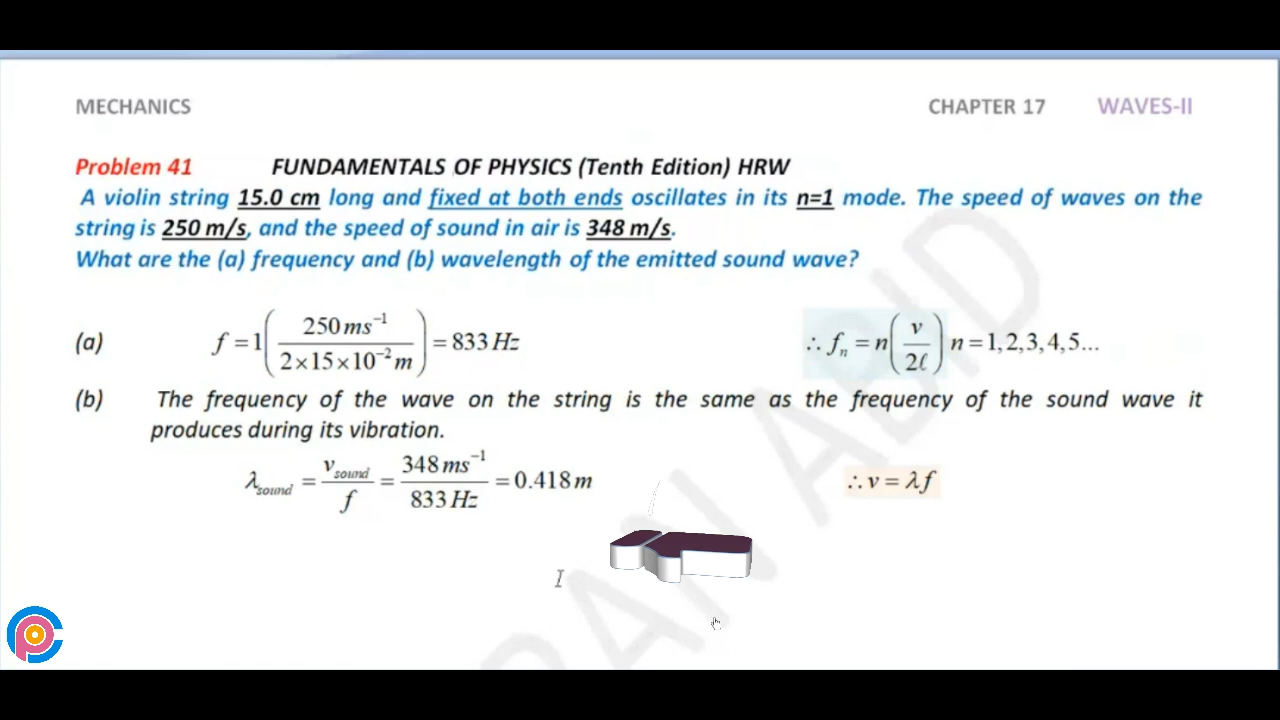 MECHANICS CHAPTER 17 WAVES-II
Problem 41 FUNDAMENTALS OF PHYSICS (Tenth Edition) HRW
A violin string 15.0 cm long and fixed at both ends oscillates in its n=1 mode. The speed of waves on the
string is 250 m/s, and the speed of sound in air is 348 m/s.
What are the (a) frequency and (b) wavelength of the emitted sound wave?
(a) f = 1(250 ms⁻¹ / 2×15×10⁻² m) = 833 Hz ∴ fₙ = n(v / 2ℓ) n = 1, 2, 3, 4, 5...
(b) The frequency of the wave on the string is the same as the frequency of the sound wave it
produces during its vibration.
λsound = vsound / f = 348 ms⁻¹ / 833 Hz = 0.418 m ∴ v = λf